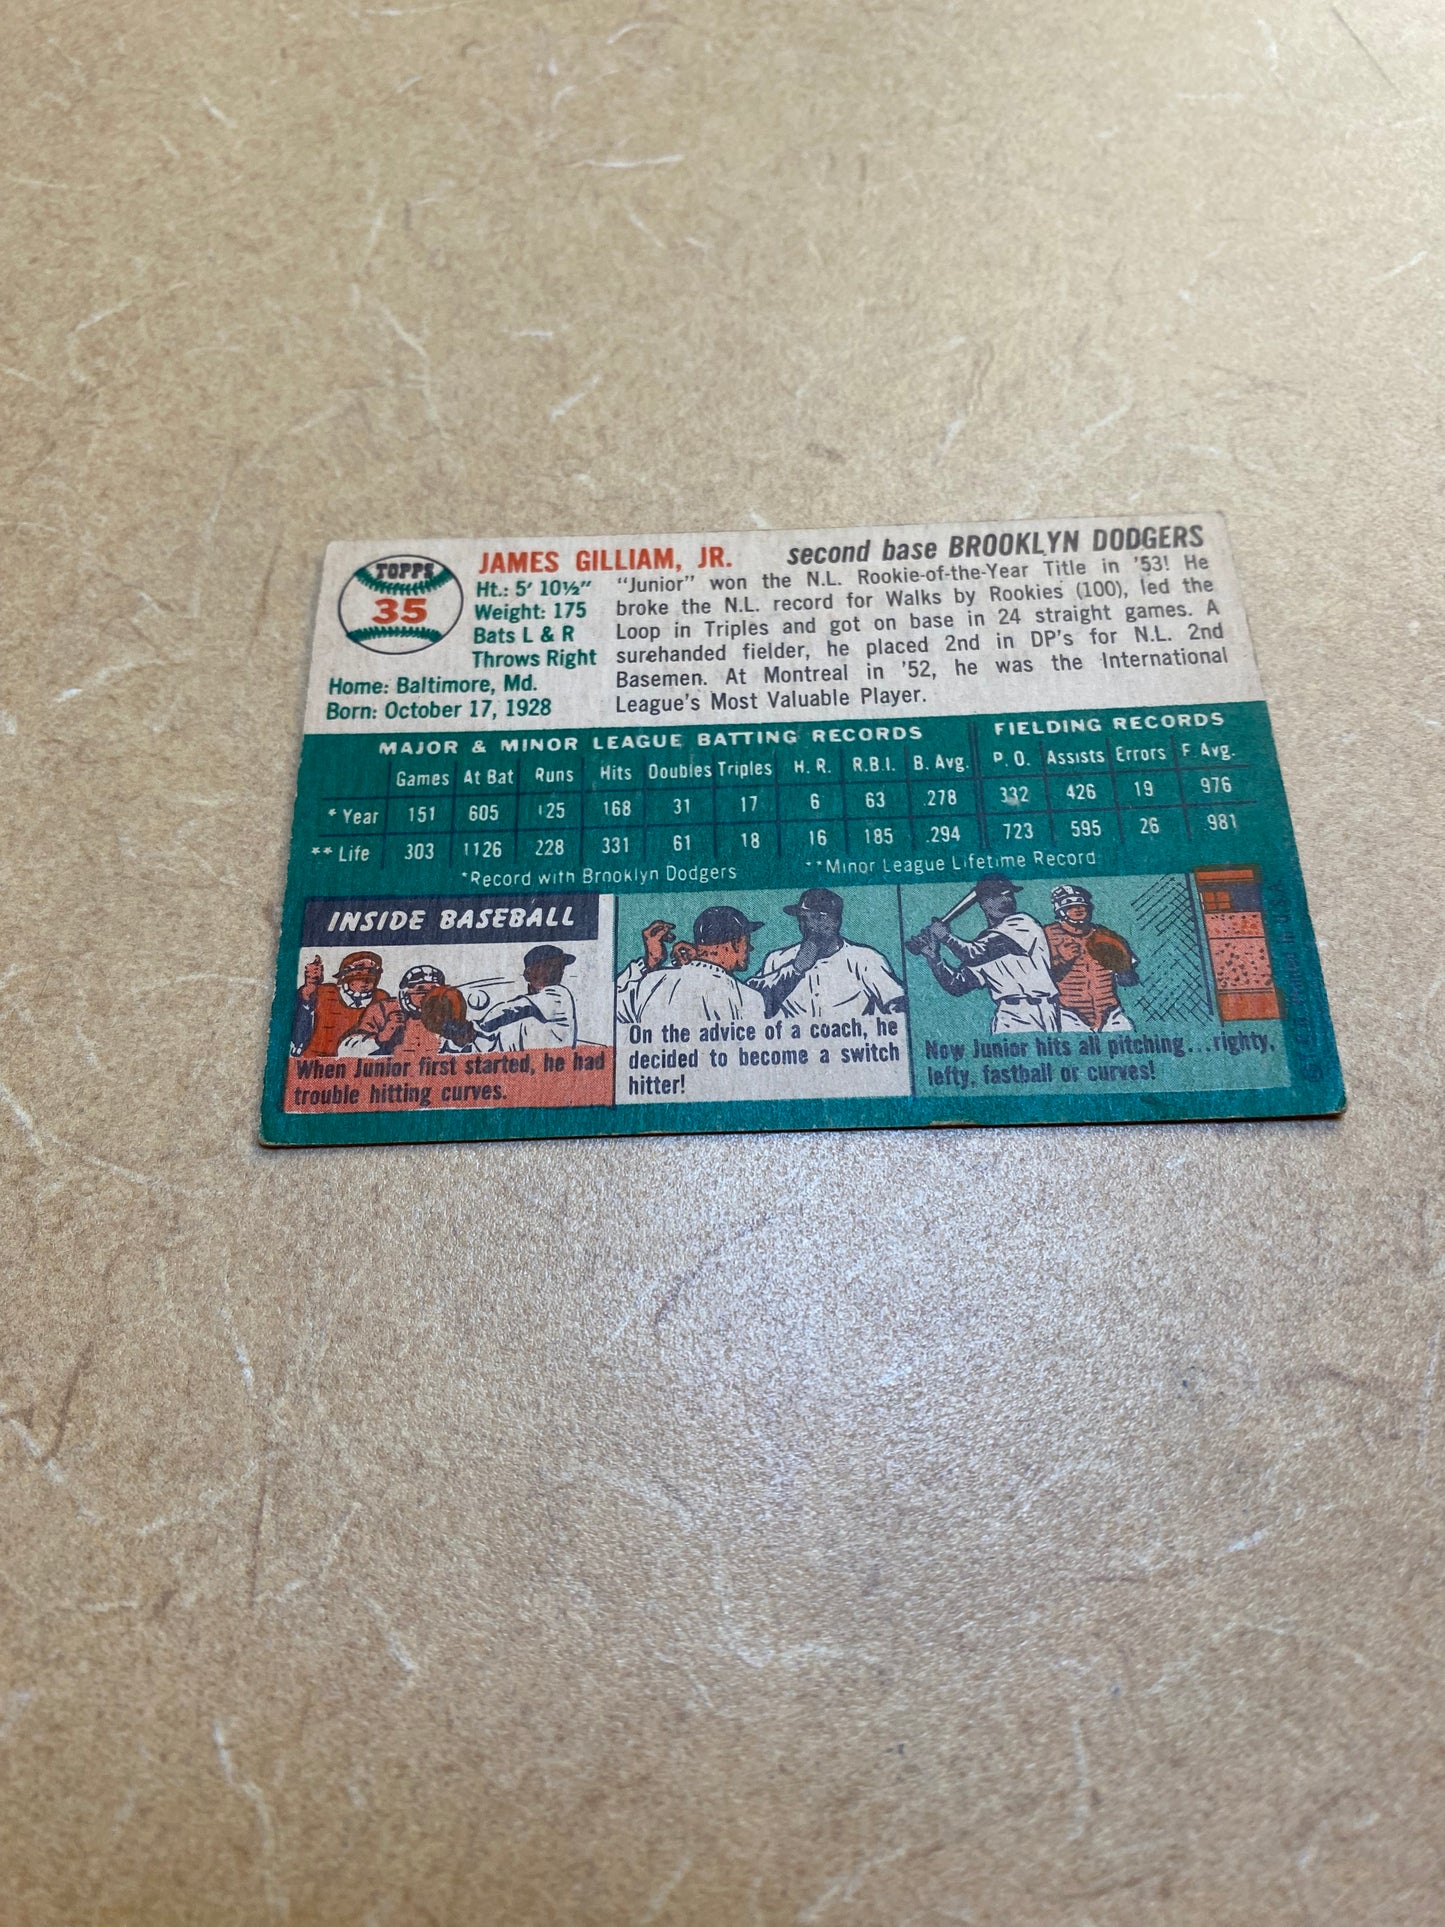 TOPPS
35
JAMES GILLIAM, JR.
second base BROOKLYN DODGERS
Ht.: 5' 10½"
Weight: 175
Bats L & R
Throws Right
Home: Baltimore, Md.
Born: October 17, 1928
"Junior" won the N.L. Rookie-of-the-Year Title in '53! He
broke the N.L. record for Walks by Rookies (100), led the
Loop in Triples and got on base in 24 straight games. A
surehanded fielder, he placed 2nd in DP's for N.L. 2nd
Basemen. At Montreal in '52, he was the International
League's Most Valuable Player.
MAJOR & MINOR LEAGUE BATTING RECORDS FIELDING RECORDS
Games At Bat Runs Hits Doubles Triples H. R. R.B.I. B. Avg. P. O. Assists Errors F. Avg.
* Year 151 605 125 168 31 17 6 63 .278 332 426 19 .976
** Life 303 1126 228 331 61 18 16 185 .294 723 595 26 .981
*Record with Brooklyn Dodgers **Minor League Lifetime Record
INSIDE BASEBALL
When Junior first started, he had
trouble hitting curves.
On the advice of a coach, he
decided to become a switch
hitter!
Now Junior hits all pitching...righty,
lefty, fastball or curves!
in U.S.A.